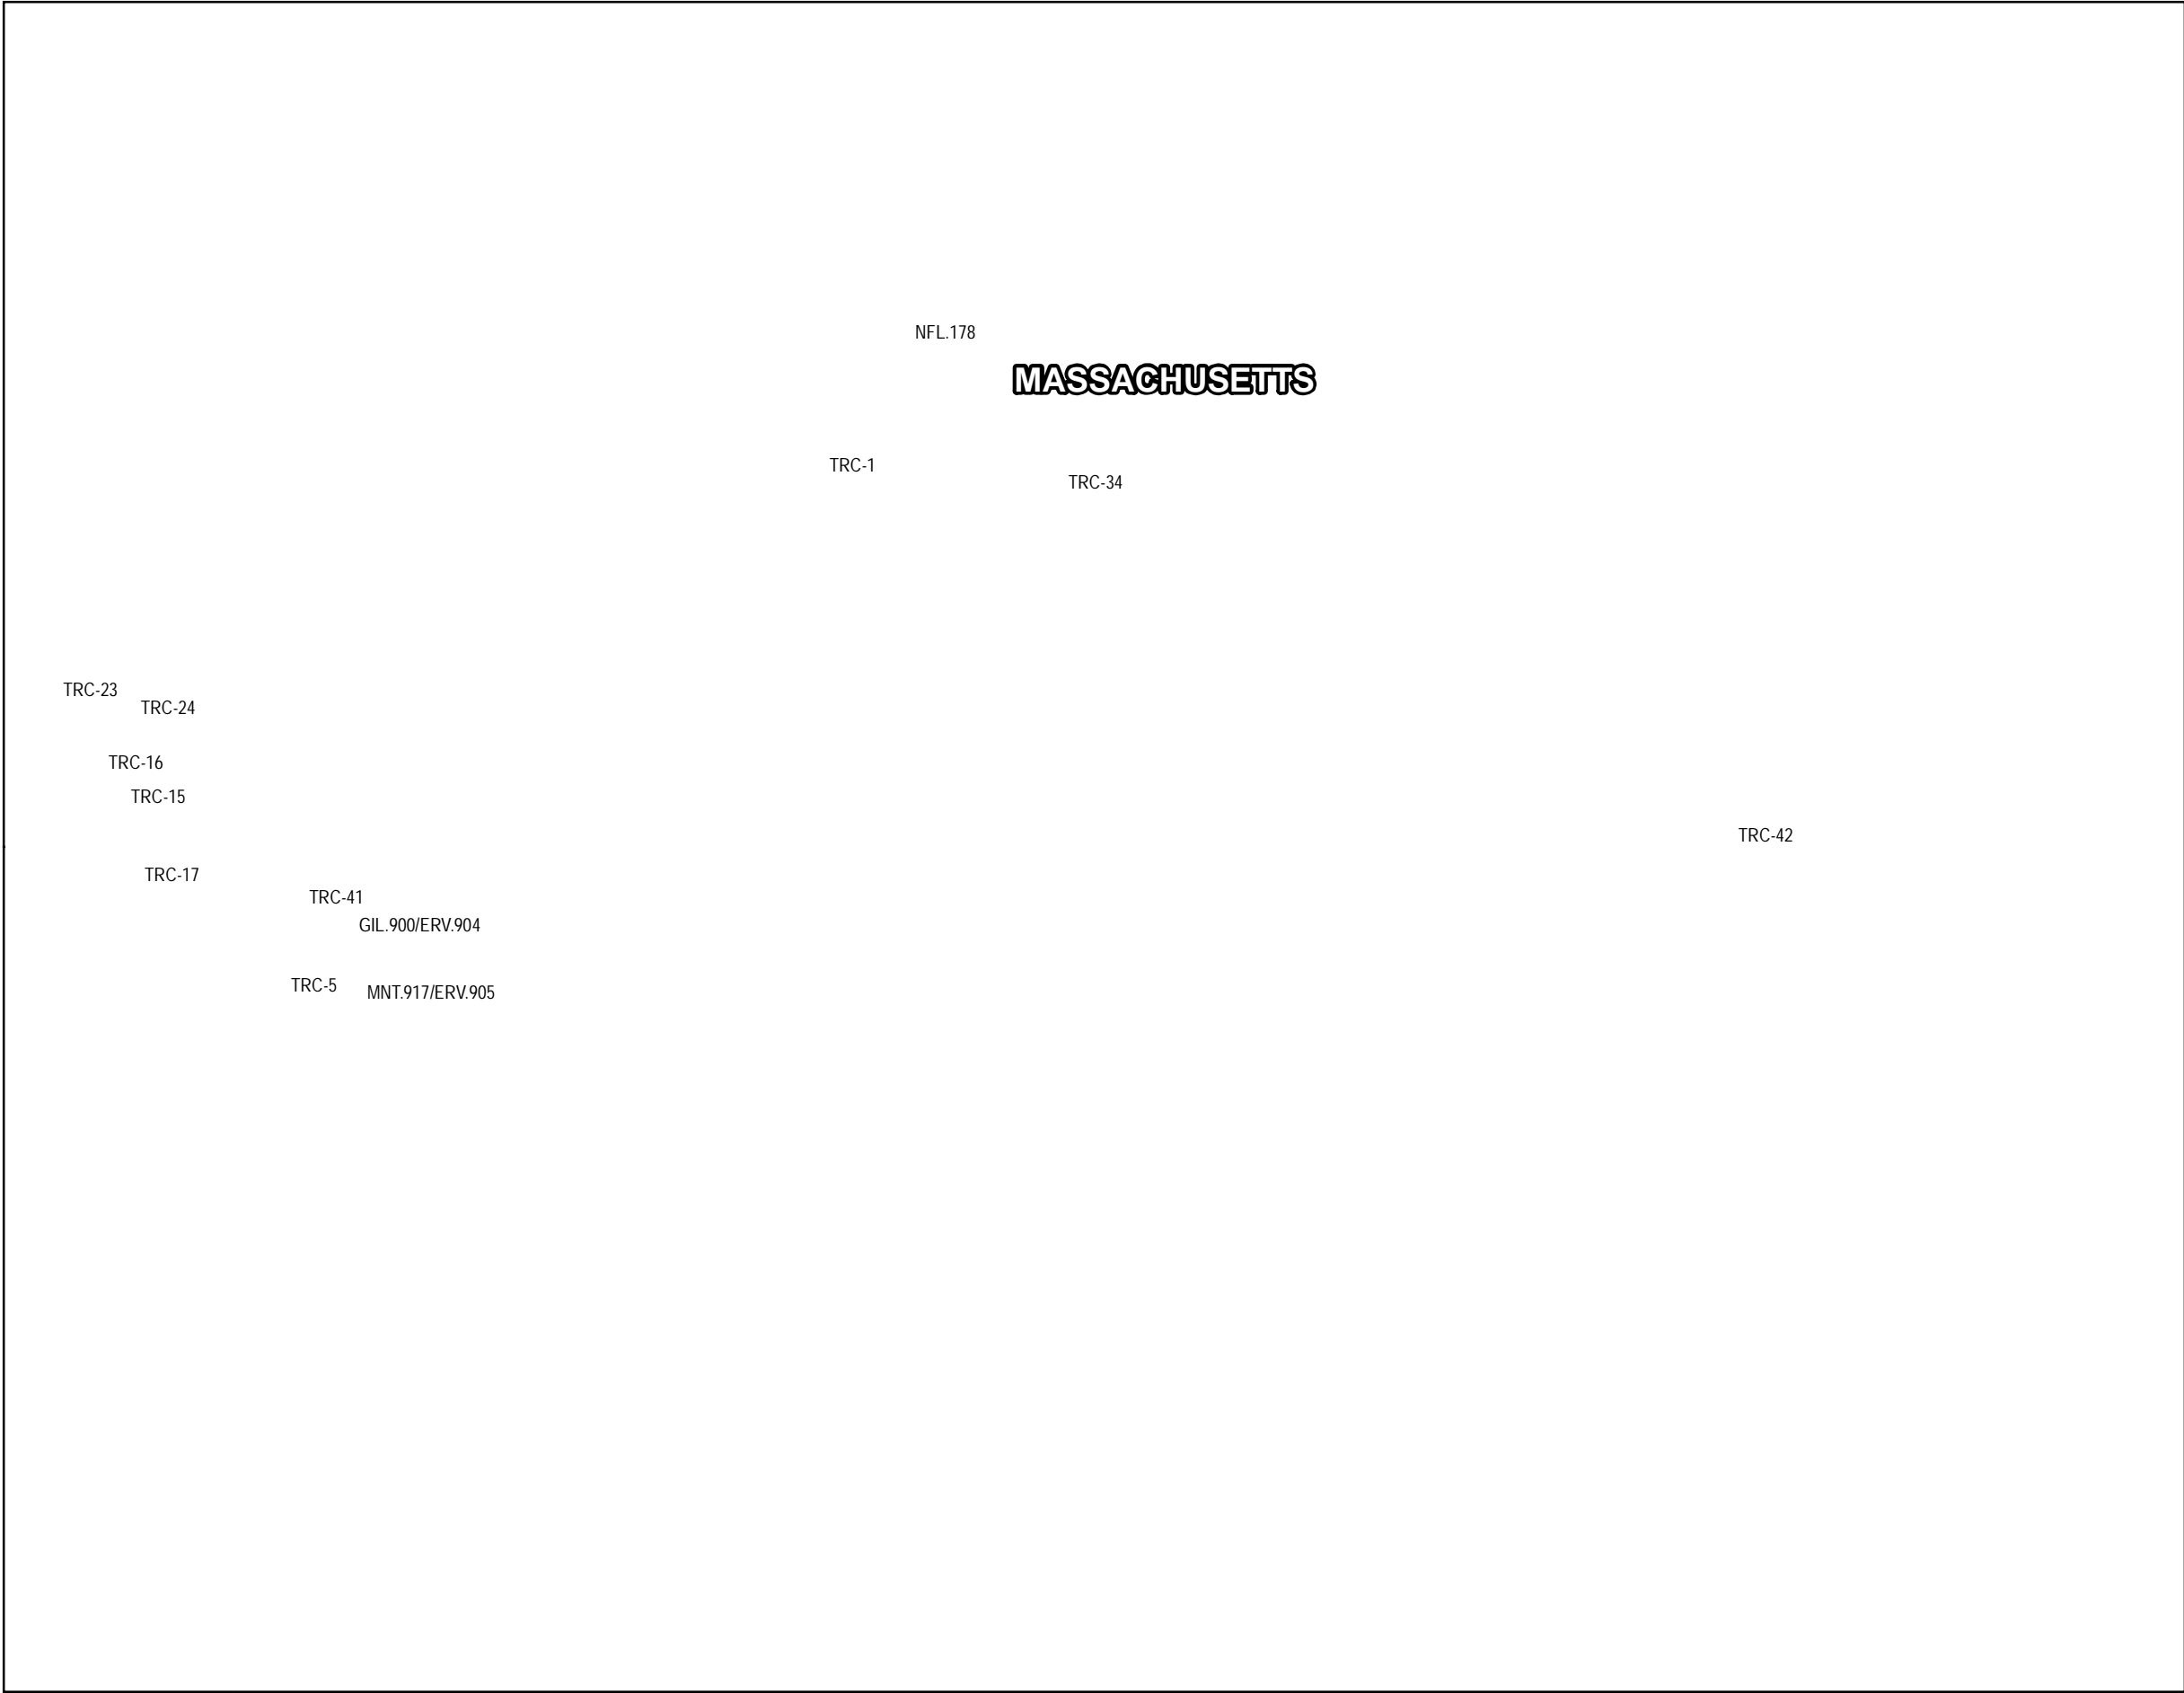 NFL.178
MASSACHUSETTS
TRC-1
TRC-34
TRC-23
TRC-24
TRC-16
TRC-15
TRC-42
TRC-17
TRC-41
GIL.900/ERV.904
TRC-5
MNT.917/ERV.905